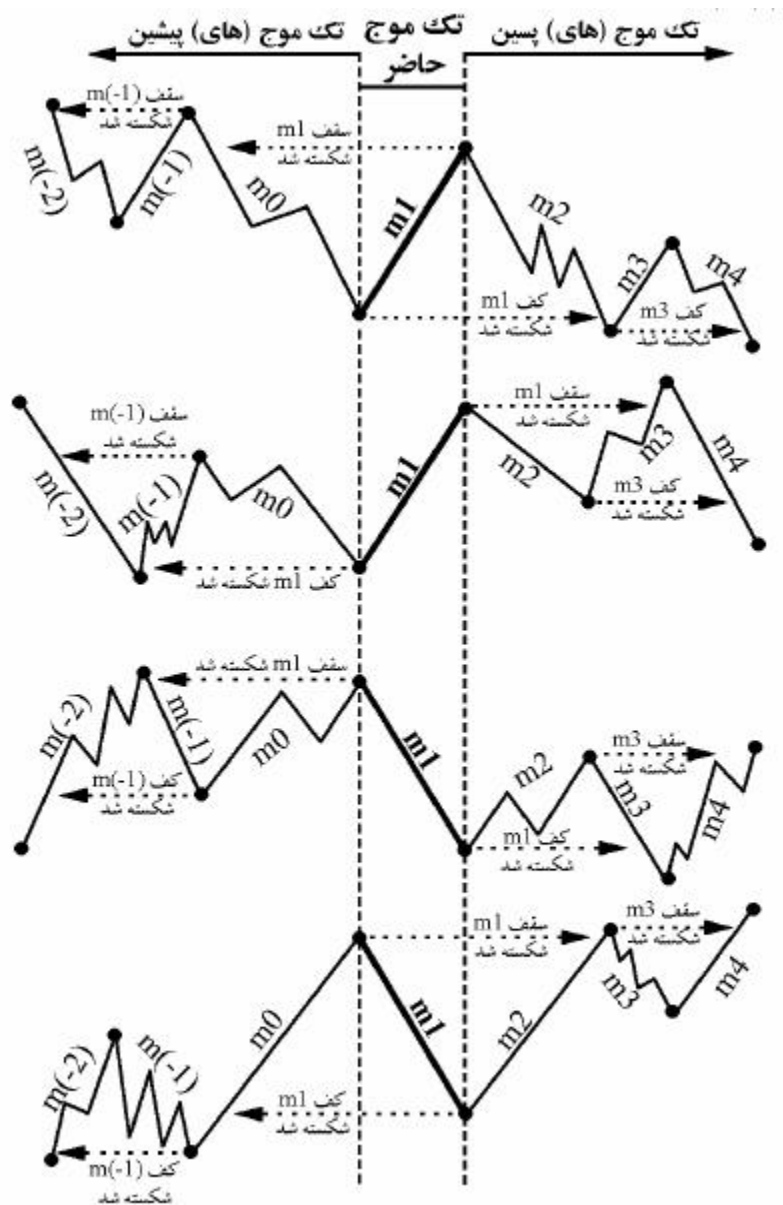 تک موج (های) پیشین
تک موج
حاضر
تک موج (های) پسین
سقف m(-1)
شکسته شد
سقف m1
شکسته شد
m(-2)
m(-1)
m0
m1
m2
m3
m4
کف m1
شکسته شد
کف m3
شکسته شد
سقف m(-1)
شکسته شد
سقف m1
شکسته شد
m(-2)
m(-1)
m0
m1
m2
m3
m4
کف m3
شکسته شد
کف m1 شکسته شد
سقف m1 شکسته شد
m(-2)
m(-1)
m0
m1
m2
m3
m4
سقف m3
شکسته شد
کف m(-1)
شکسته شد
کف m1
شکسته شد
سقف m1
شکسته شد
سقف m3
شکسته شد
m(-2)
m(-1)
m0
m1
m2
m3
m4
کف m1
شکسته شد
کف m(-1)
شکسته شد